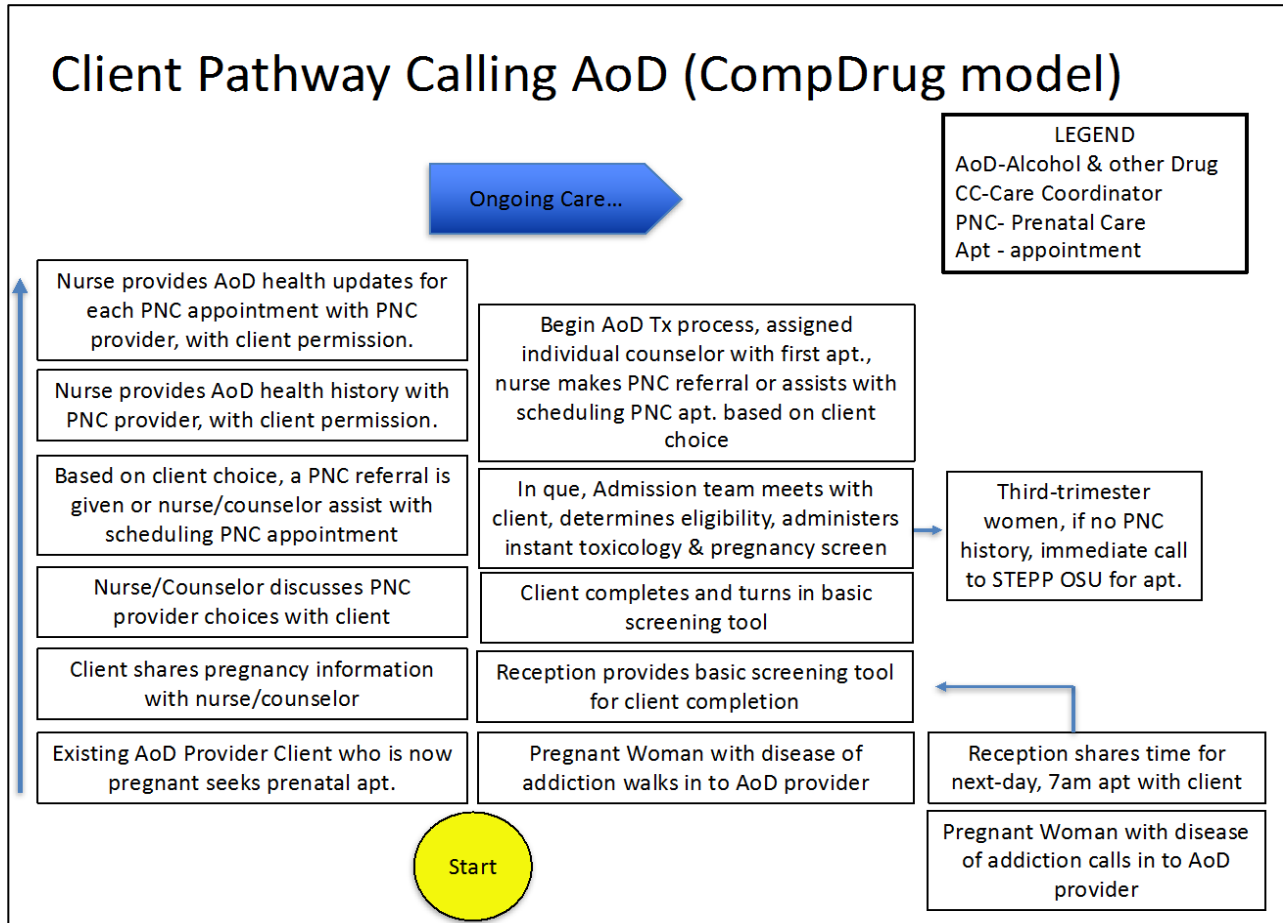 Client Pathway Calling AoD (CompDrug model)
LEGEND
AoD-Alcohol & other Drug
CC-Care Coordinator
PNC- Prenatal Care
Apt - appointment
Ongoing Care...
Nurse provides AoD health updates for
each PNC appointment with PNC
provider, with client permission.
Nurse provides AoD health history with
PNC provider, with client permission.
Based on client choice, a PNC referral is
given or nurse/counselor assist with
scheduling PNC appointment
Nurse/Counselor discusses PNC
provider choices with client
Client shares pregnancy information
with nurse/counselor
Existing AoD Provider Client who is now
pregnant seeks prenatal apt.
Begin AoD Tx process, assigned
individual counselor with first apt.,
nurse makes PNC referral or assists with
scheduling PNC apt. based on client
choice
In que, Admission team meets with
client, determines eligibility, administers
instant toxicology & pregnancy screen
Client completes and turns in basic
screening tool
Reception provides basic screening tool
for client completion
Pregnant Woman with disease of
addiction walks in to AoD provider
Third-trimester
women, if no PNC
history, immediate call
to STEPP OSU for apt.
Reception shares time for
next-day, 7am apt with client
Pregnant Woman with disease
of addiction calls in to AoD
provider
Start